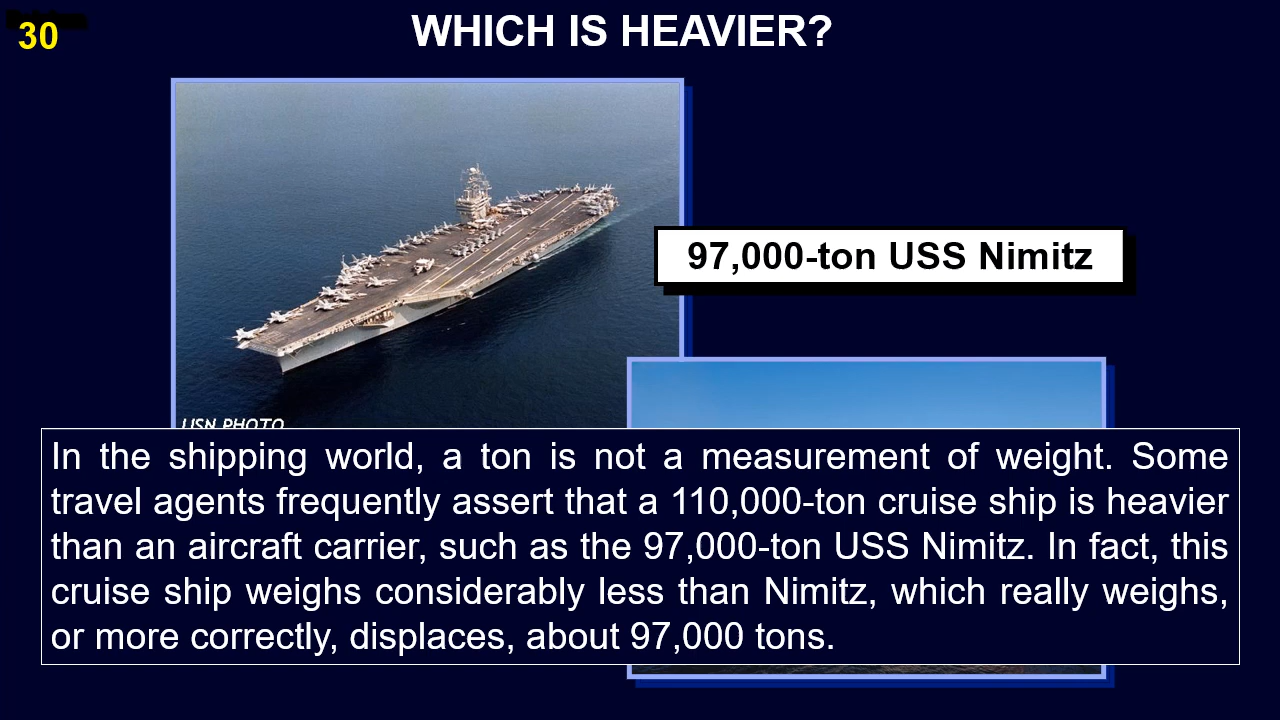 30
WHICH IS HEAVIER?
97,000-ton USS Nimitz
USN PHOTO
In the shipping world, a ton is not a measurement of weight. Some
travel agents frequently assert that a 110,000-ton cruise ship is heavier
than an aircraft carrier, such as the 97,000-ton USS Nimitz. In fact, this
cruise ship weighs considerably less than Nimitz, which really weighs,
or more correctly, displaces, about 97,000 tons.